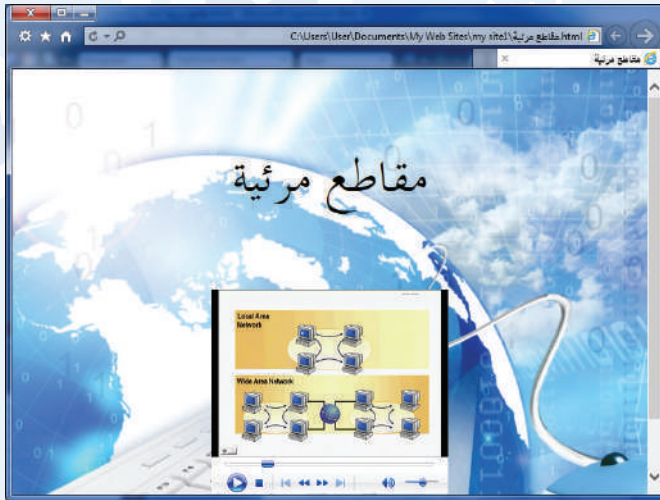 C:\Users\User\Documents\My Web Sites\my site1\مقاطع مرئية.html
مقاطع مرئية
مقاطع مرئية
Local Area
Network
Wide Area Network